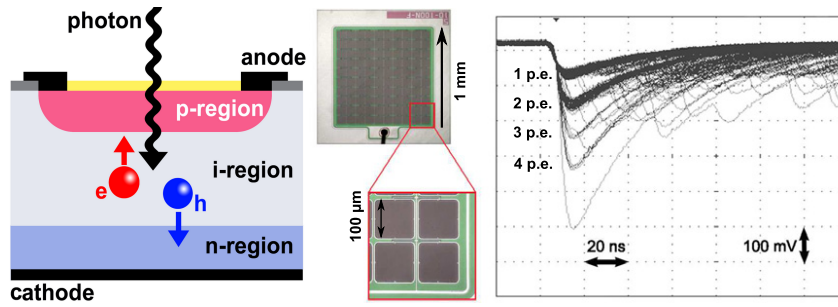 photon
anode
p-region
i-region
e
h
n-region
cathode
1 mm
100 μm
1 p.e.
2 p.e.
3 p.e.
4 p.e.
20 ns
100 mV